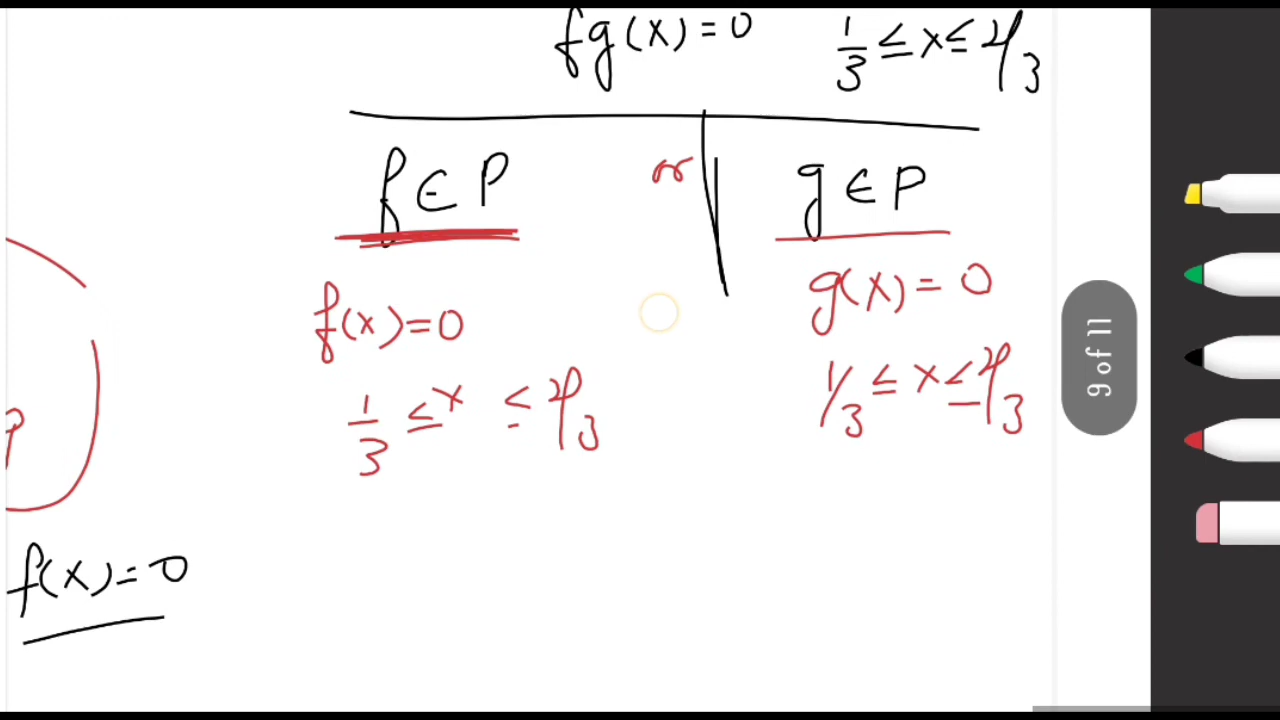 fg(x) = 0 1/3 ≤ x ≤ 2/3
f ∈ P or g ∈ P
f(x) = 0
1/3 ≤ x ≤ 2/3
g(x) = 0
1/3 ≤ x ≤ 2/3
f(x) = 0
9 of 11